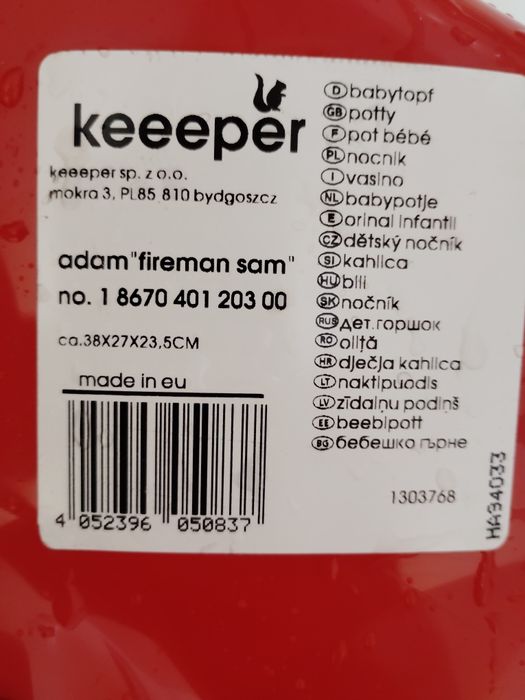 keeeper
keeeper sp. z o.o.
mokra 3, PL85 810 bydgoszcz
adam "fireman sam"
no. 1 8670 401 203 00
ca.38X27X23,5CM
made in eu
4 052396 050837
D babytopf
GB potty
F pot bébé
PL nocnik
I vasino
NL babypotje
E orinal infantil
CZ dětský nočník
SI kahlica
HU bili
SK nočník
RUS дет.горшок
RO oliţă
HR dječja kahlica
LT naktipuodis
LV zīdaiņu podiņš
EE beebipott
BG бебешко гърне
1303768
HA94033